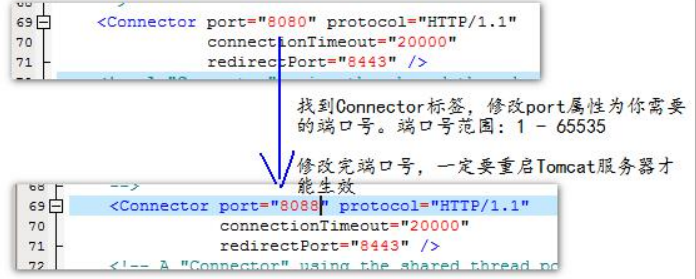 69 <Connector port="8080" protocol="HTTP/1.1"
70 connectionTimeout="20000"
71 redirectPort="8443" />
找到Connector标签，修改port属性为你需要
的端口号。端口号范围：1 - 65535
修改完端口号，一定要重启Tomcat服务器才
能生效
68 -->
69 <Connector port="8088" protocol="HTTP/1.1"
70 connectionTimeout="20000"
71 redirectPort="8443" />
72 <!-- A "Connector" using the shared thread po